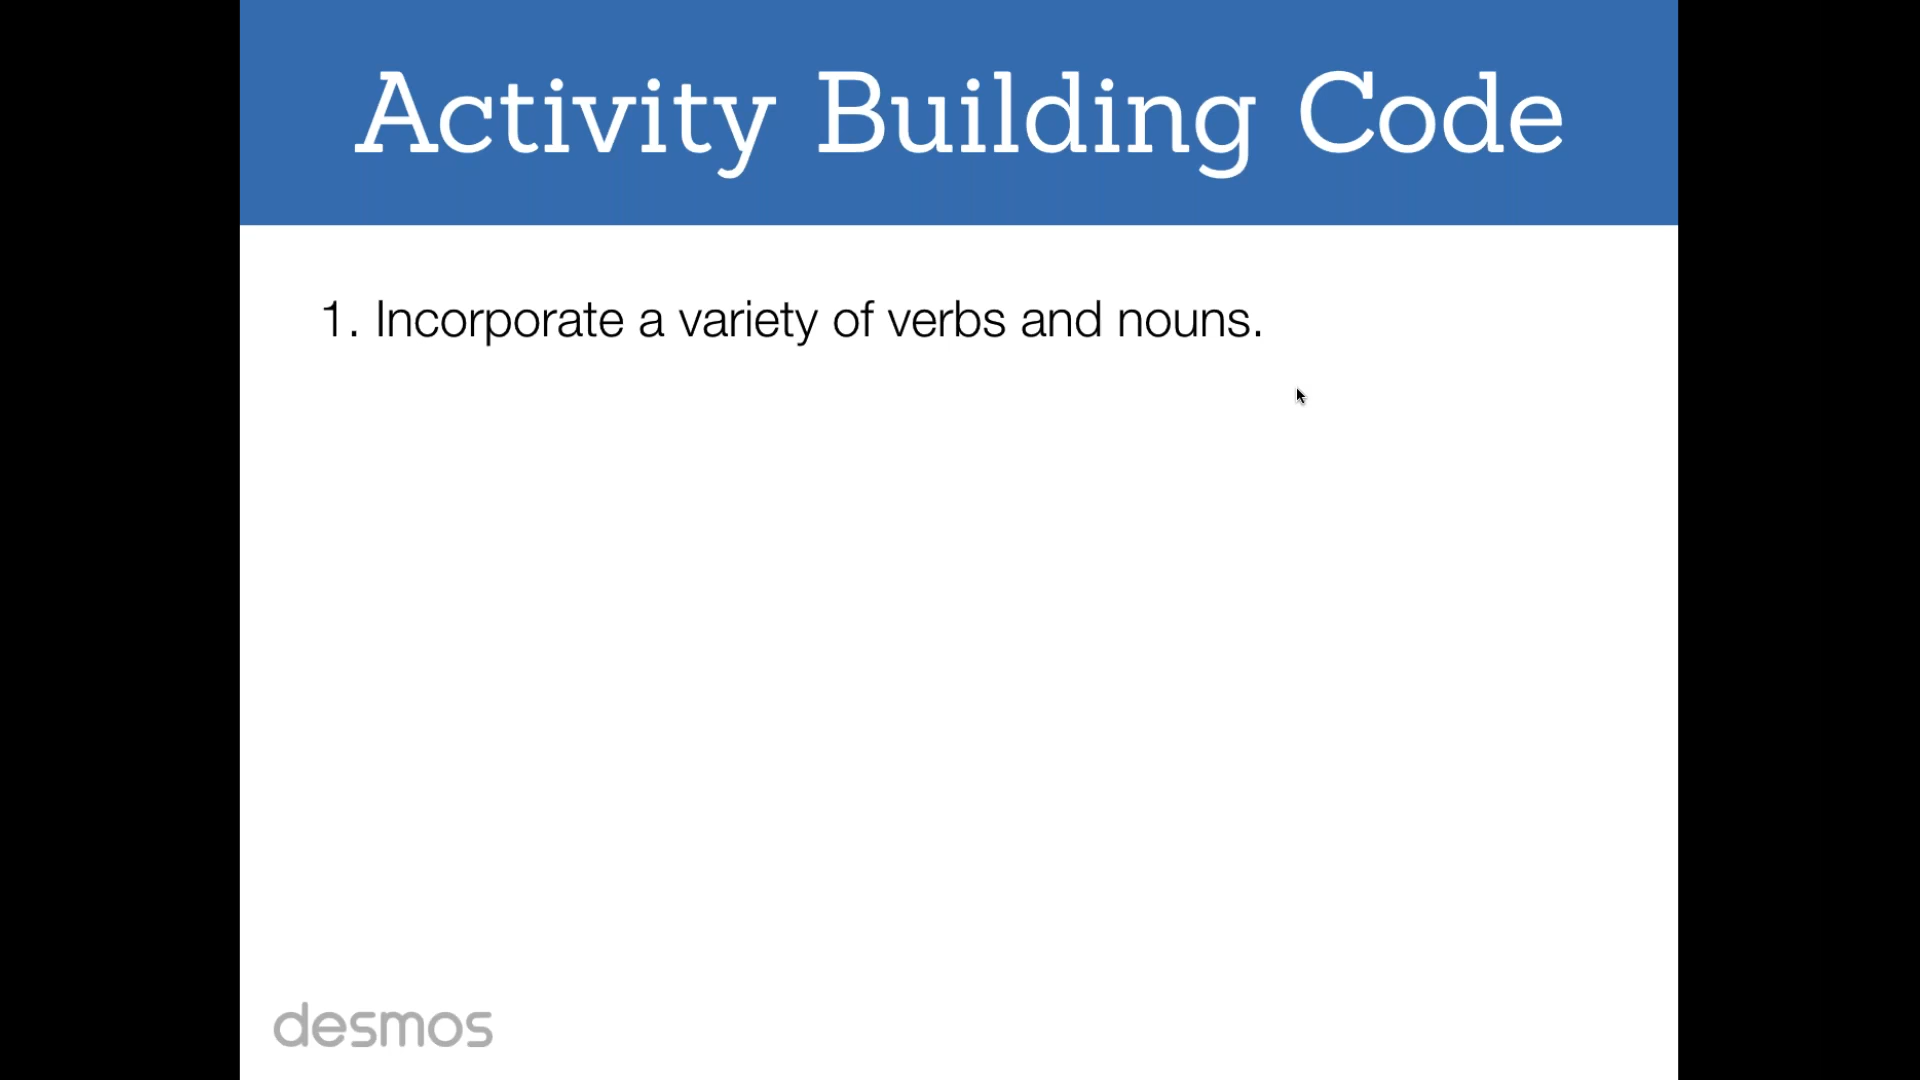 Activity Building Code
1. Incorporate a variety of verbs and nouns.
desmos